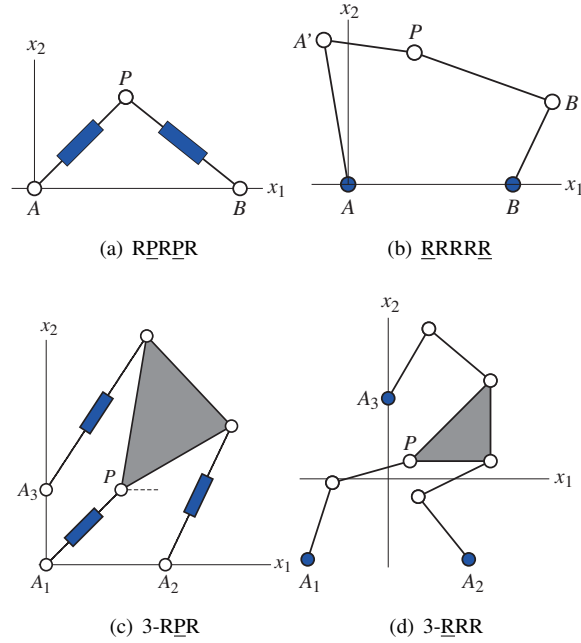 x2
P
A
B
x1
(a) RPRPR
x2
A'
P
B
A
B
x1
(b) RRRRR
x2
A3
P
A1
A2
x1
(c) 3-RPR
x2
A3
P
x1
A1
A2
(d) 3-RRR